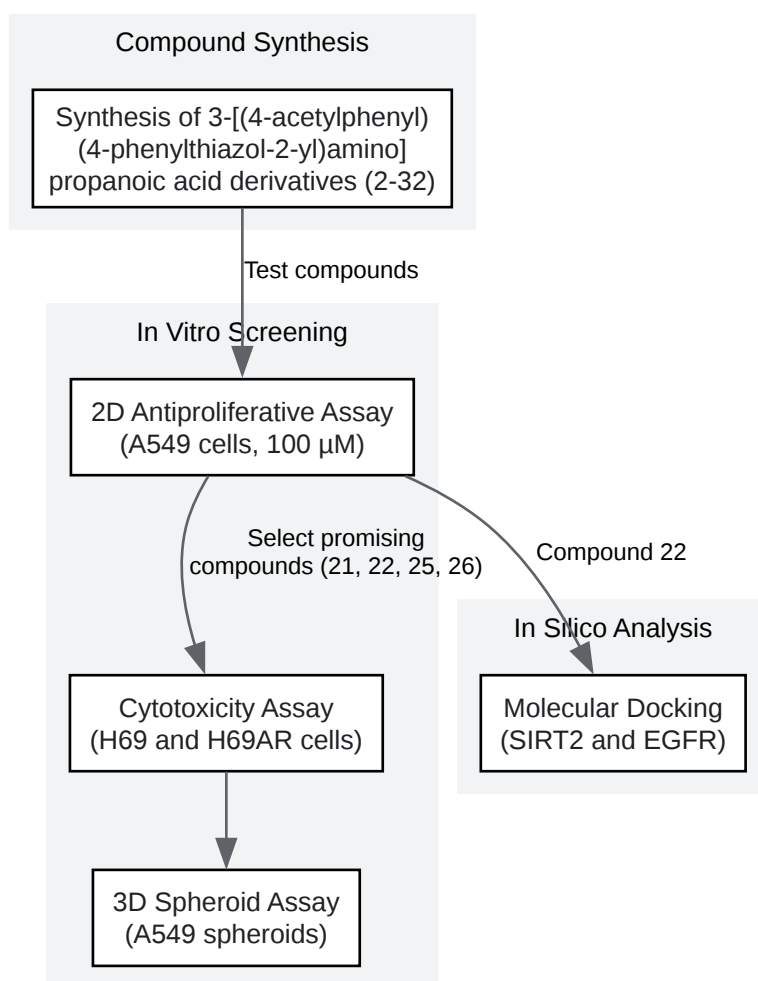 Compound Synthesis
Synthesis of 3-[(4-acetylphenyl)
(4-phenylthiazol-2-yl)amino]
propanoic acid derivatives (2-32)
Test compounds
In Vitro Screening
2D Antiproliferative Assay
(A549 cells, 100 µM)
Select promising
compounds (21, 22, 25, 26)
Compound 22
In Silico Analysis
Cytotoxicity Assay
(H69 and H69AR cells)
Molecular Docking
(SIRT2 and EGFR)
3D Spheroid Assay
(A549 spheroids)